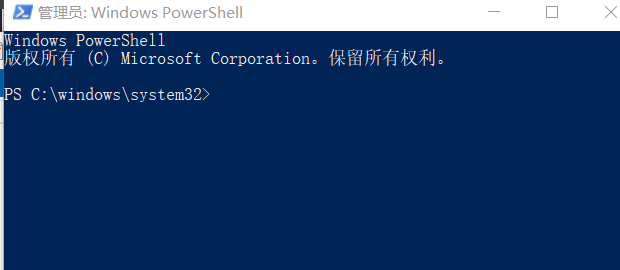 管理员: Windows PowerShell
Windows PowerShell
版权所有 (C) Microsoft Corporation。保留所有权利。
PS C:\windows\system32>